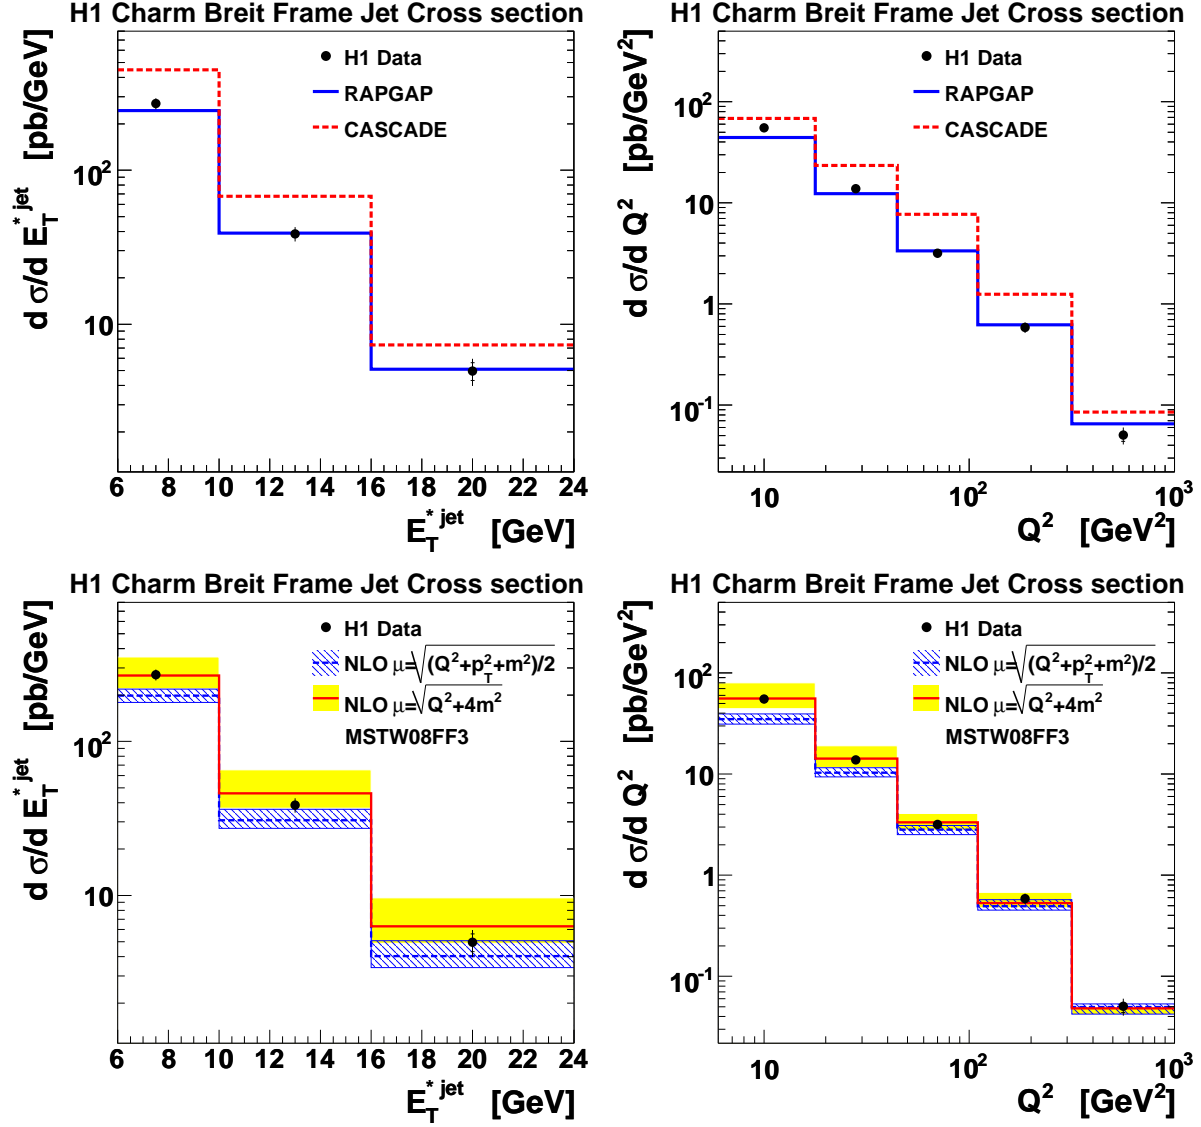 H1 Charm Breit Frame Jet Cross section
d σ/d E_T^{* jet} [pb/GeV]
H1 Data
RAPGAP
CASCADE
10^2
10
6 8 10 12 14 16 18 20 22 24
E_T^{* jet} [GeV]
H1 Charm Breit Frame Jet Cross section
d σ/d Q^2 [pb/GeV^2]
H1 Data
RAPGAP
CASCADE
10^2
10
1
10^{-1}
10 10^2 10^3
Q^2 [GeV^2]
H1 Charm Breit Frame Jet Cross section
d σ/d E_T^{* jet} [pb/GeV]
H1 Data
NLO μ=√(Q^2+p_T^2+m^2)/2
NLO μ=√Q^2+4m^2
MSTW08FF3
10^2
10
6 8 10 12 14 16 18 20 22 24
E_T^{* jet} [GeV]
H1 Charm Breit Frame Jet Cross section
d σ/d Q^2 [pb/GeV^2]
H1 Data
NLO μ=√(Q^2+p_T^2+m^2)/2
NLO μ=√Q^2+4m^2
MSTW08FF3
10^2
10
1
10^{-1}
10 10^2 10^3
Q^2 [GeV^2]